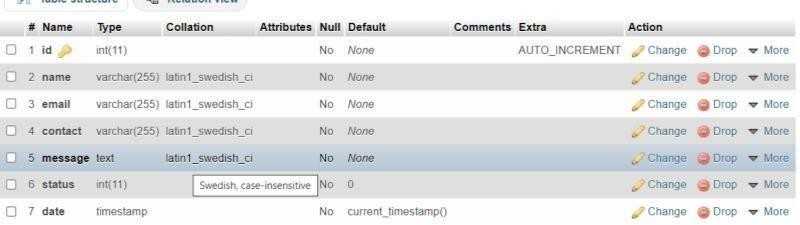 Table structure Relation view
# Name Type Collation Attributes Null Default Comments Extra Action
1 id int(11) No None AUTO_INCREMENT Change Drop More
2 name varchar(255) latin1_swedish_ci No None Change Drop More
3 email varchar(255) latin1_swedish_ci No None Change Drop More
4 contact varchar(255) latin1_swedish_ci No None Change Drop More
5 message text latin1_swedish_ci No None Change Drop More
6 status int(11) Swedish, case-insensitive No 0 Change Drop More
7 date timestamp No current_timestamp() Change Drop More